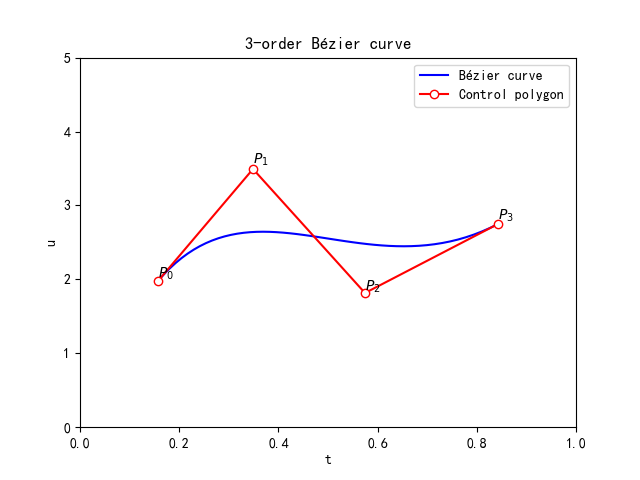 3-order Bézier curve
Bézier curve
Control polygon
P1
P3
P0
P2
5
4
3
2
1
0
u
0.0 0.2 0.4 0.6 0.8 1.0
t